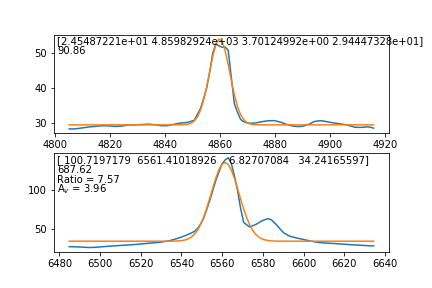 [2.45487221e+01 4.85982924e+03 3.70124992e+00 2.94447328e+01]
90.86
50
40
30
4800 4820 4840 4860 4880 4900 4920
[ 100.7197179 6561.41018926 6.82707084 34.24165597]
687.62
Ratio = 7.57
Aᵥ = 3.96
100
50
6480 6500 6520 6540 6560 6580 6600 6620 6640